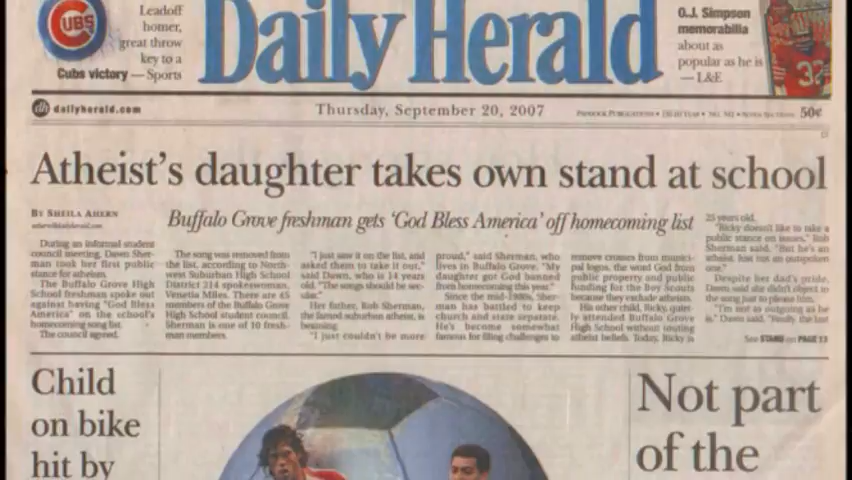 CUBS
Leadoff
homer,
great throw
key to a
Cubs victory — Sports
Daily Herald
O.J. Simpson
memorabilia
about as
popular as he is
— L&E
32
dh dailyherald.com
Thursday, September 20, 2007
50¢
Atheist's daughter takes own stand at school
BY SHEILA AHERN
Buffalo Grove freshman gets 'God Bless America' off homecoming list
During an informal student
council meeting, Dawn Sher-
man took her first public
stance for atheism.
The Buffalo Grove High
School freshman spoke out
against having "God Bless
America" on the school's
homecoming song list.
The council agreed.
The song was removed from
the list, according to North-
west Suburban High School
District 214 spokeswoman,
Venetia Miles. There are 45
members of the Buffalo Grove
High School student council.
Sherman is one of 10 fresh-
man members.
"I just saw it on the list, and
asked them to take it out,"
said Dawn, who is 14 years
old. "The songs should be sec-
ular."
Her father, Rob Sherman,
the famed suburban atheist, is
beaming.
"I just couldn't be more
proud," said Sherman, who
lives in Buffalo Grove. "My
daughter got God banned
from homecoming this year."
Since the mid-1980s, Sher-
man has battled to keep
church and state separate.
He's become somewhat
famous for filing challenges to
remove crosses from munici-
pal logos, the word God from
public property and public
funding for the Boy Scouts
because they exclude atheists.
His other child, Ricky, quiet-
ly attended Buffalo Grove
High School without touting
atheist beliefs. Today, Ricky is
25 years old.
"Ricky doesn't like to take a
public stance on issues," Rob
Sherman said. "But he's an
atheist. Just not an outspoken
one."
Despite her dad's pride,
Dawn said she didn't object to
the song just to please him.
"I'm not as outgoing as he
is," Dawn said. "Really, the last
See STAND on PAGE 13
Child
on bike
hit by
Not part
of the